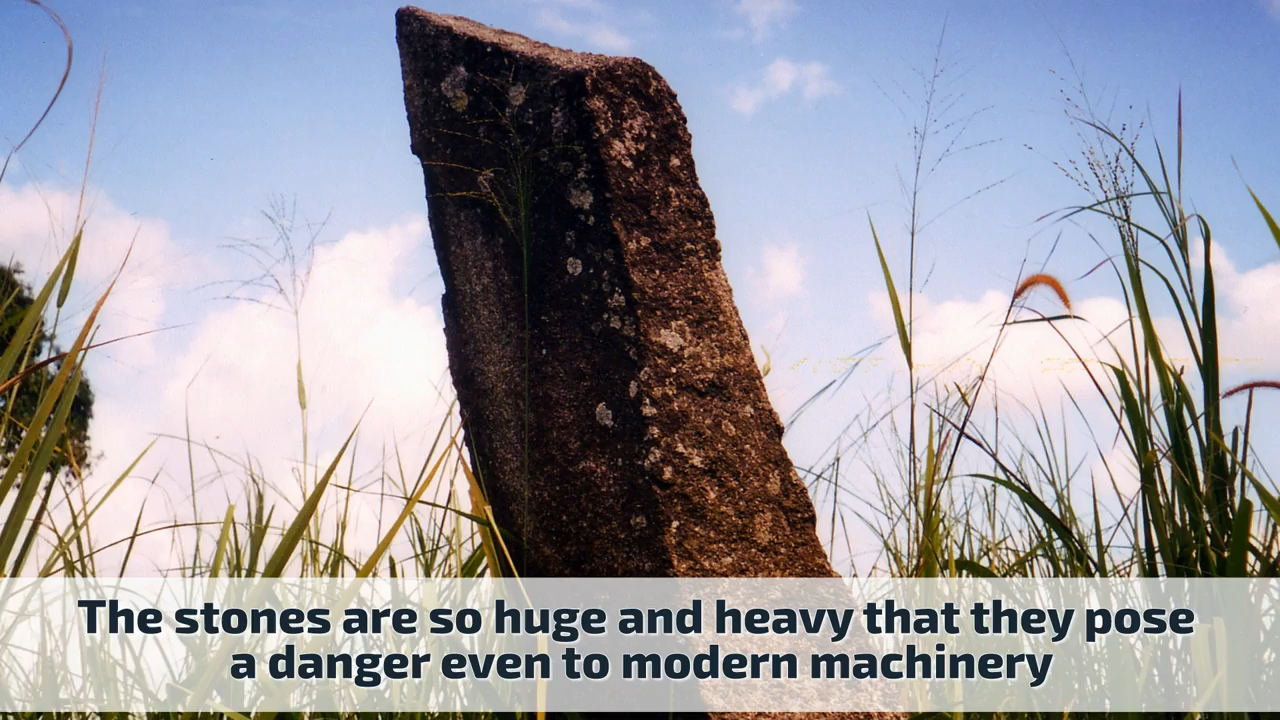 The stones are so huge and heavy that they pose
a danger even to modern machinery